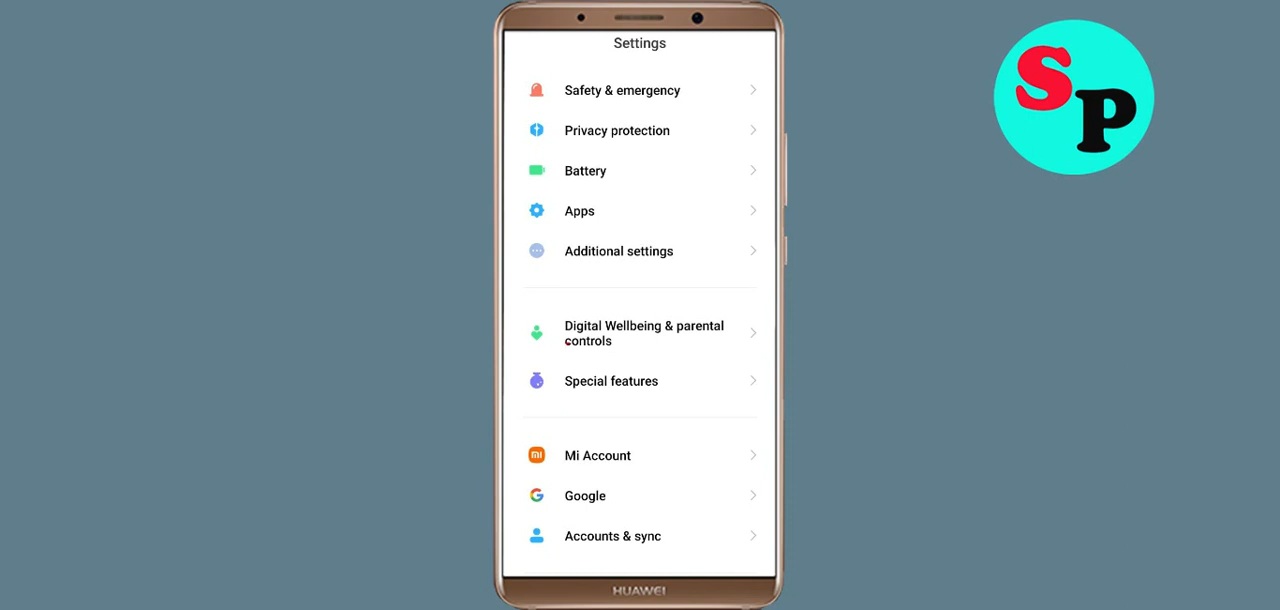 Settings
SP
Safety & emergency
Privacy protection
Battery
Apps
Additional settings
Digital Wellbeing & parental
controls
Special features
mi Mi Account
Google
Accounts & sync
HUAWEI